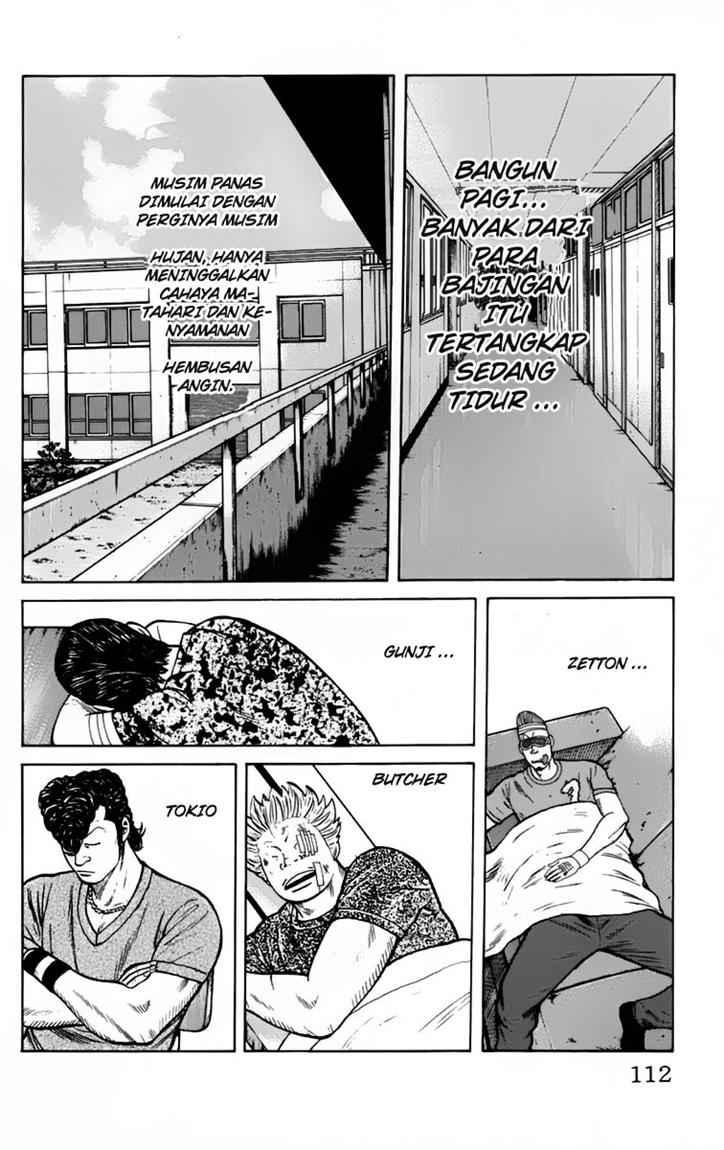 BANGUN
PAGI...
BANYAK DARI
PARA
BAJINGAN
ITU
TERTANGKAP
SEDANG
TIDUR ...
MUSIM PANAS
DIMULAI DENGAN
PERGINYA MUSIM
HUJAN, HANYA
MENINGGALKAN
CAHAYA MA-
TAHARI DAN KE-
NYAMANAN
HEMBUSAN
ANGIN.
ZETTON ...
GUNJI ...
BUTCHER
TOKIO
112